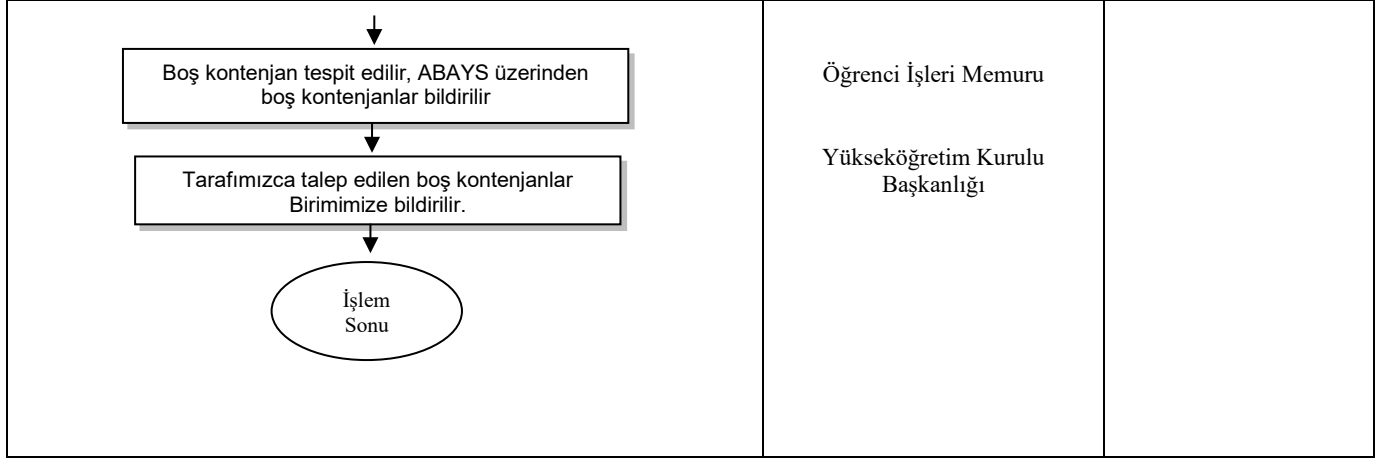 Boş kontenjan tespit edilir, ABAYS üzerinden
boş kontenjanlar bildirilir
Öğrenci İşleri Memuru
Tarafımızca talep edilen boş kontenjanlar
Birimimize bildirilir.
Yükseköğretim Kurulu
Başkanlığı
İşlem
Sonu